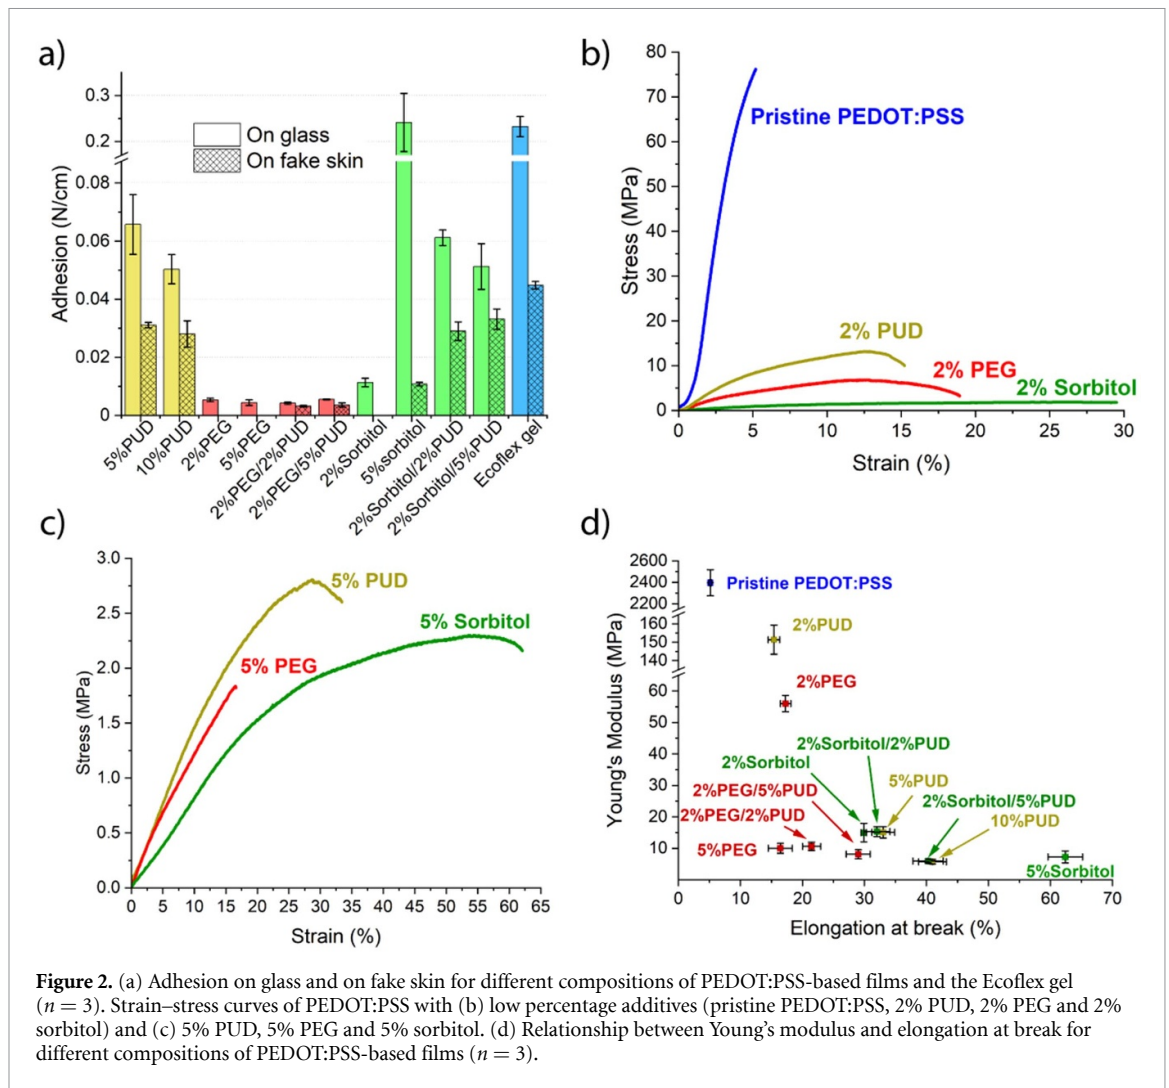 a)
0.3
0.2
0.08
0.06
0.04
0.02
0
Adhesion (N/cm)
On glass
On fake skin
5%PUD
10%PUD
2%PEG
5%PEG
2%PEG/2%PUD
2%PEG/5%PUD
2%Sorbitol
5%sorbitol
2%Sorbitol/2%PUD
2%Sorbitol/5%PUD
Ecoflex gel
b)
80
70
60
50
40
30
20
10
0
Stress (MPa)
Pristine PEDOT:PSS
2% PUD
2% PEG
2% Sorbitol
0 5 10 15 20 25 30
Strain (%)
c)
3.0
2.5
2.0
1.5
1.0
0.5
0.0
Stress (MPa)
5% PUD
5% Sorbitol
5% PEG
0 5 10 15 20 25 30 35 40 45 50 55 60 65
Strain (%)
d)
2600
2400
2200
160
150
140
60
50
40
30
20
10
Young's Modulus (MPa)
Pristine PEDOT:PSS
2%PUD
2%PEG
2%Sorbitol/2%PUD
2%Sorbitol
5%PUD
2%PEG/5%PUD
2%Sorbitol/5%PUD
2%PEG/2%PUD
10%PUD
5%PEG
5%Sorbitol
0 10 20 30 40 50 60 70
Elongation at break (%)
Figure 2. (a) Adhesion on glass and on fake skin for different compositions of PEDOT:PSS-based films and the Ecoflex gel
(n = 3). Strain–stress curves of PEDOT:PSS with (b) low percentage additives (pristine PEDOT:PSS, 2% PUD, 2% PEG and 2%
sorbitol) and (c) 5% PUD, 5% PEG and 5% sorbitol. (d) Relationship between Young's modulus and elongation at break for
different compositions of PEDOT:PSS-based films (n = 3).